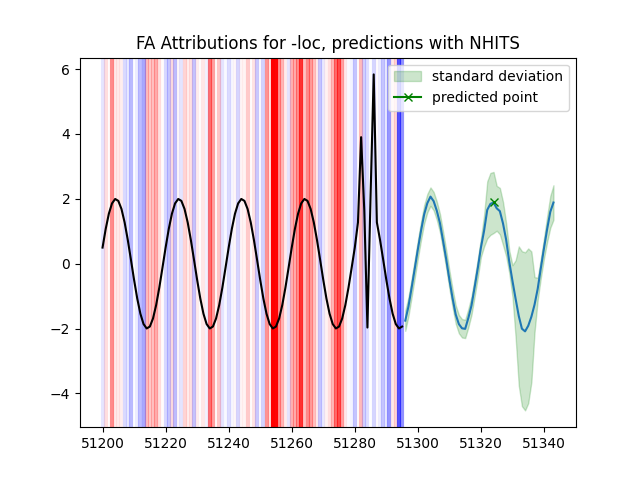 FA Attributions for -loc, predictions with NHITS
standard deviation
predicted point
6
4
2
0
−2
−4
51200 51220 51240 51260 51280 51300 51320 51340